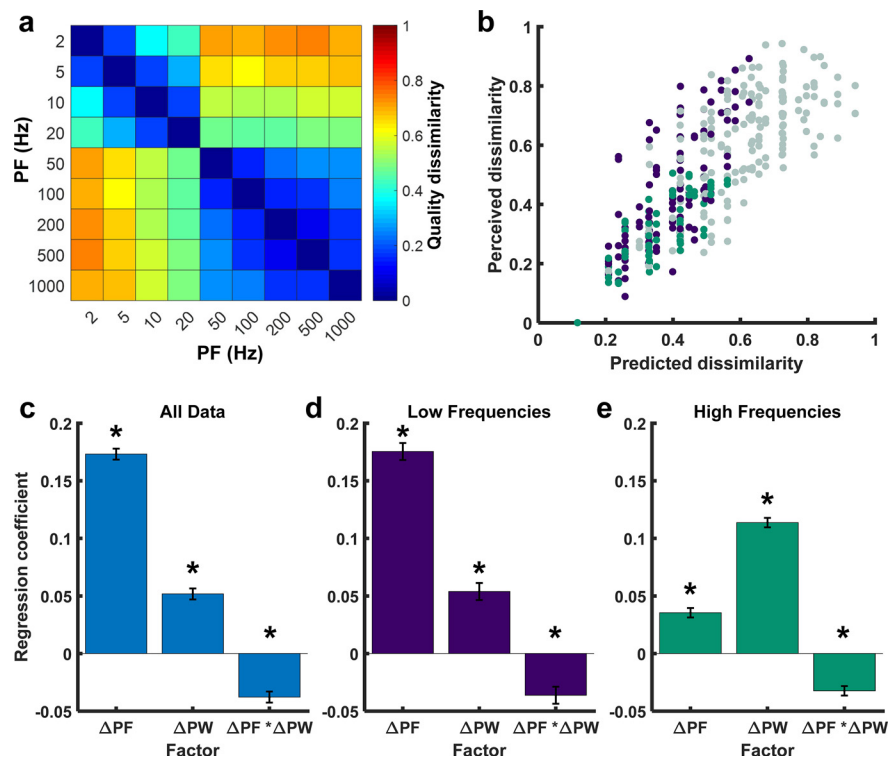 a
2
5
10
20
50
100
200
500
1000
PF (Hz)
2
5
10
20
50
100
200
500
1000
PF (Hz)
1
0.8
0.6
0.4
0.2
0
Quality dissimilarity
b
1
0.8
0.6
0.4
0.2
0
Perceived dissimilarity
0
0.2
0.4
0.6
0.8
1
Predicted dissimilarity
c
All Data
0.2
0.15
0.1
0.05
0
-0.05
Regression coefficient
*
*
*
ΔPF
ΔPW
ΔPF * ΔPW
Factor
d
Low Frequencies
0.2
0.15
0.1
0.05
0
-0.05
*
*
*
ΔPF
ΔPW
ΔPF * ΔPW
Factor
e
High Frequencies
0.2
0.15
0.1
0.05
0
-0.05
*
*
*
ΔPF
ΔPW
ΔPF * ΔPW
Factor